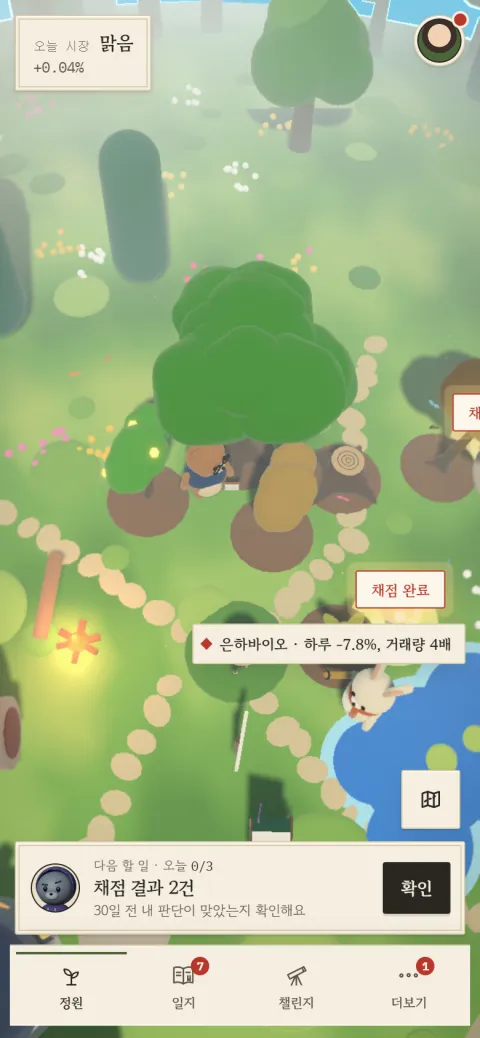 오늘 시장 맑음
+0.04%
채
채점 완료
은하바이오 · 하루 -7.8%, 거래량 4배
다음 할 일 · 오늘 0/3
채점 결과 2건
30일 전 내 판단이 맞았는지 확인해요
확인
7
1
정원
일지
챌린지
더보기